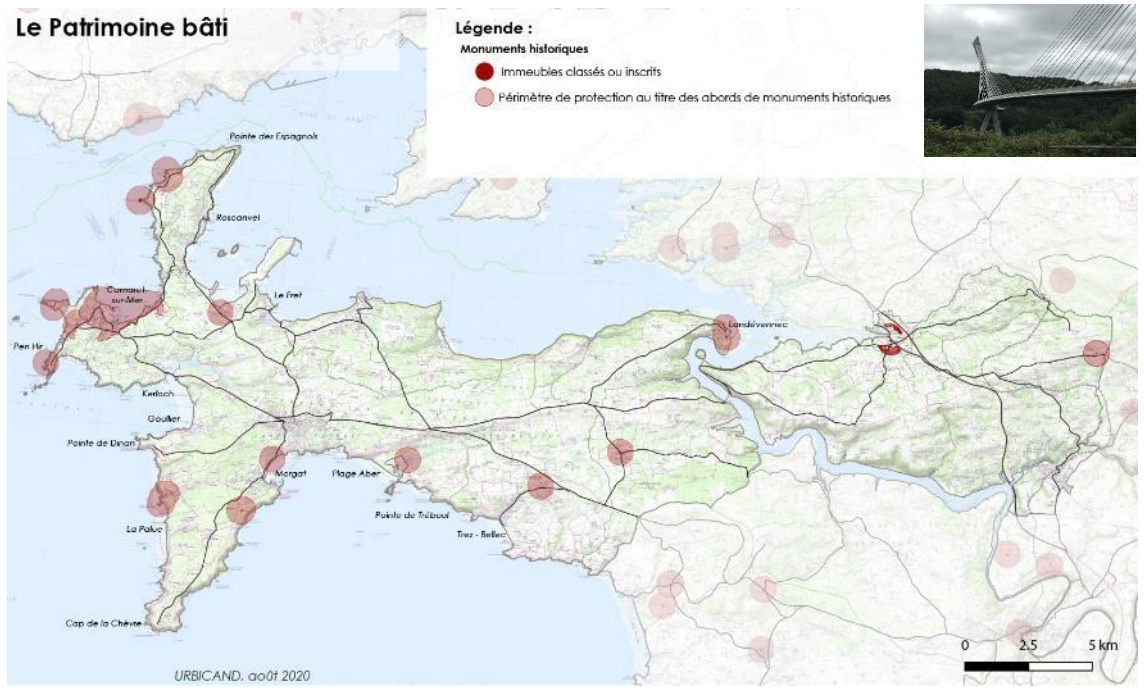 Le Patrimoine bâti
Légende :
Monuments historiques
Immeubles classés ou inscrits
Périmètre de protection au titre des abords de monuments historiques
Pointe des Espagnols
Roscanvel
Camaret-
sur-Mer
Le Fret
Landévennec
Pen Hir
Kerloch
Goulien
Pointe de Dinan
Morgat
Plage Aber
La Palue
Pointe de Tréboul
Trez - Bellec
Cap de la Chèvre
0 2.5 5 km
URBICAND, août 2020